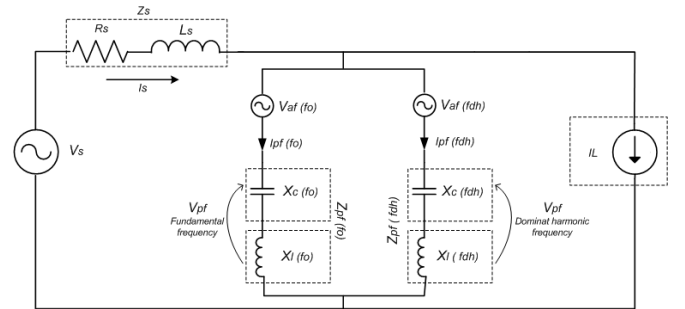 Zs
Rs
Ls
Is
Vs
Vaf (fo)
Vaf (fdh)
Ipf (fo)
Ipf (fdh)
IL
Xc (fo)
Xc (fdh)
Vpf
Fundamental
frequency
Zpf (fo)
Zpf ( fdh)
Vpf
Dominat harmonic
frequency
Xl (fo)
Xl ( fdh)